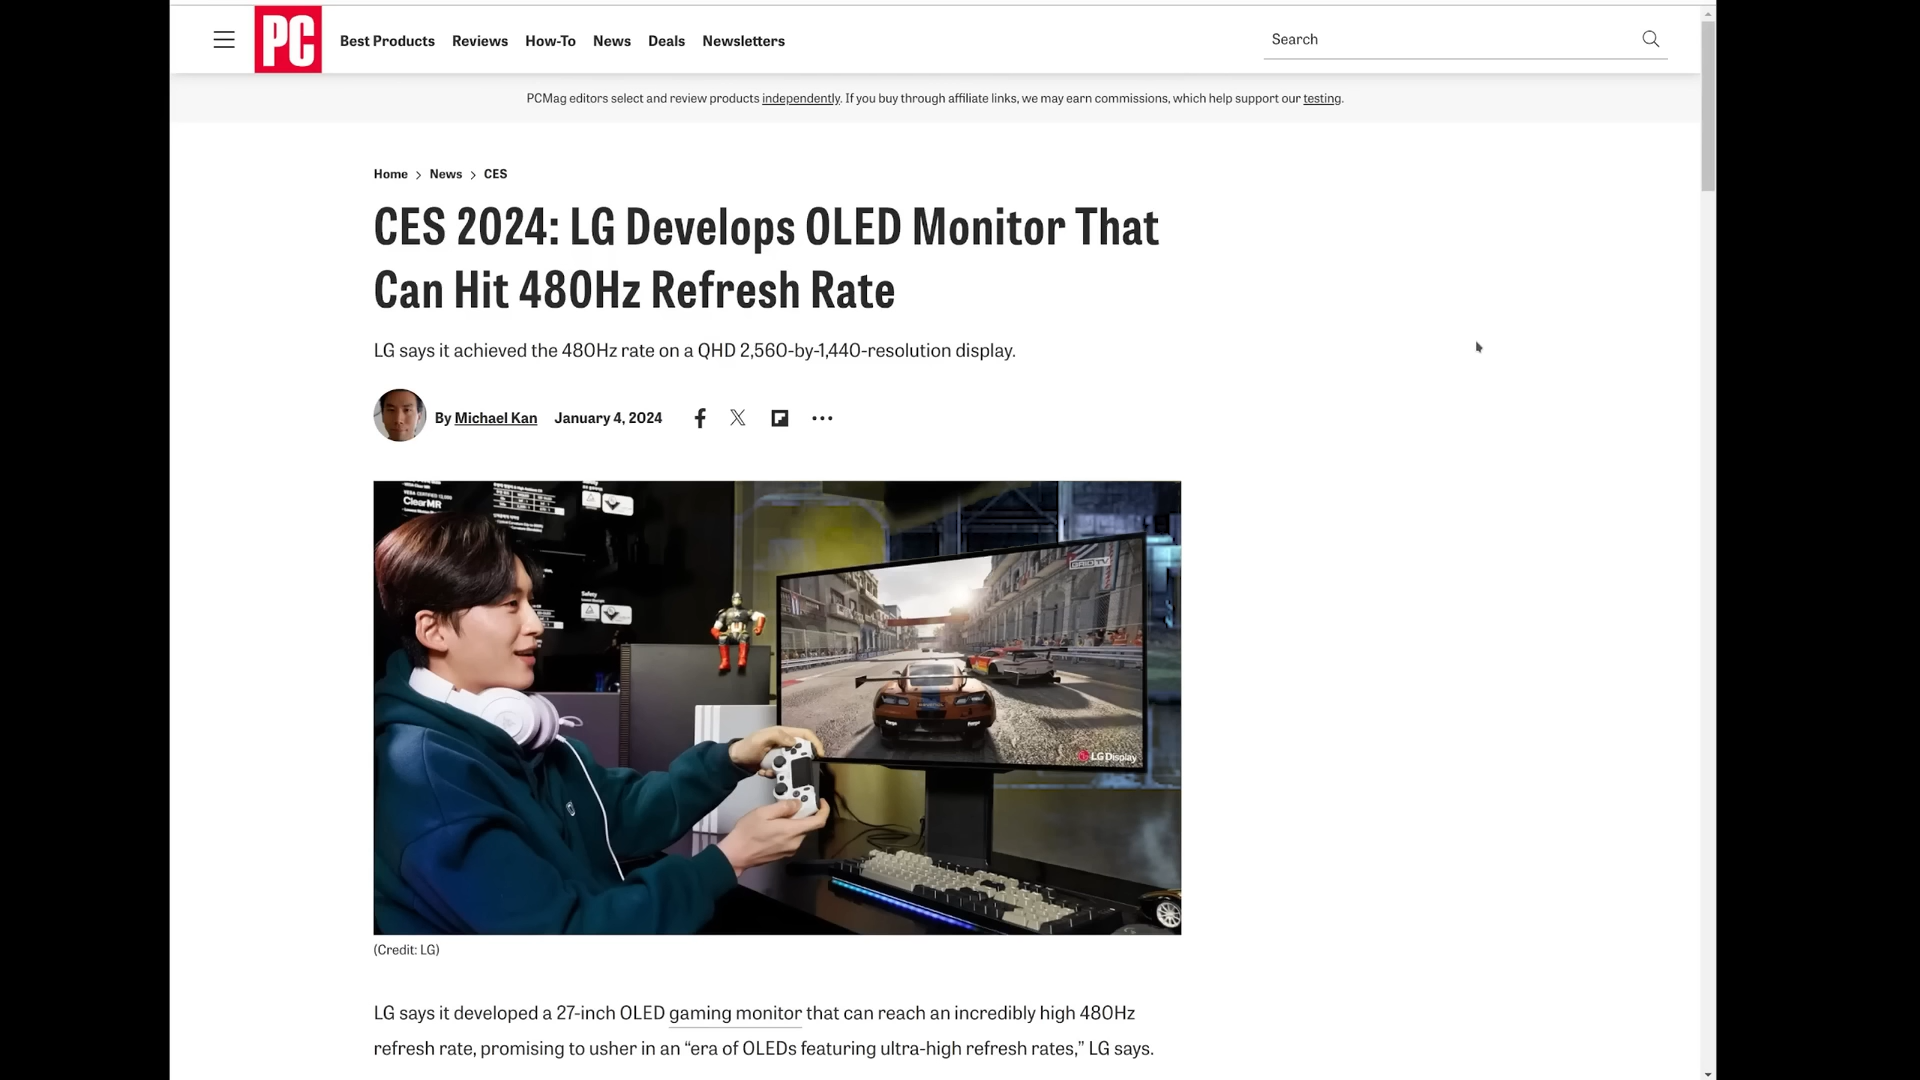 PC
Best Products
Reviews
How-To
News
Deals
Newsletters
Search
PCMag editors select and review products independently. If you buy through affiliate links, we may earn commissions, which help support our testing.
Home > News > CES
CES 2024: LG Develops OLED Monitor That
Can Hit 480Hz Refresh Rate
LG says it achieved the 480Hz rate on a QHD 2,560-by-1,440-resolution display.
By Michael Kan January 4, 2024
ClearMR
Safety
GRIDTV
LG Display
(Credit: LG)
LG says it developed a 27-inch OLED gaming monitor that can reach an incredibly high 480Hz
refresh rate, promising to usher in an “era of OLEDs featuring ultra-high refresh rates,” LG says.